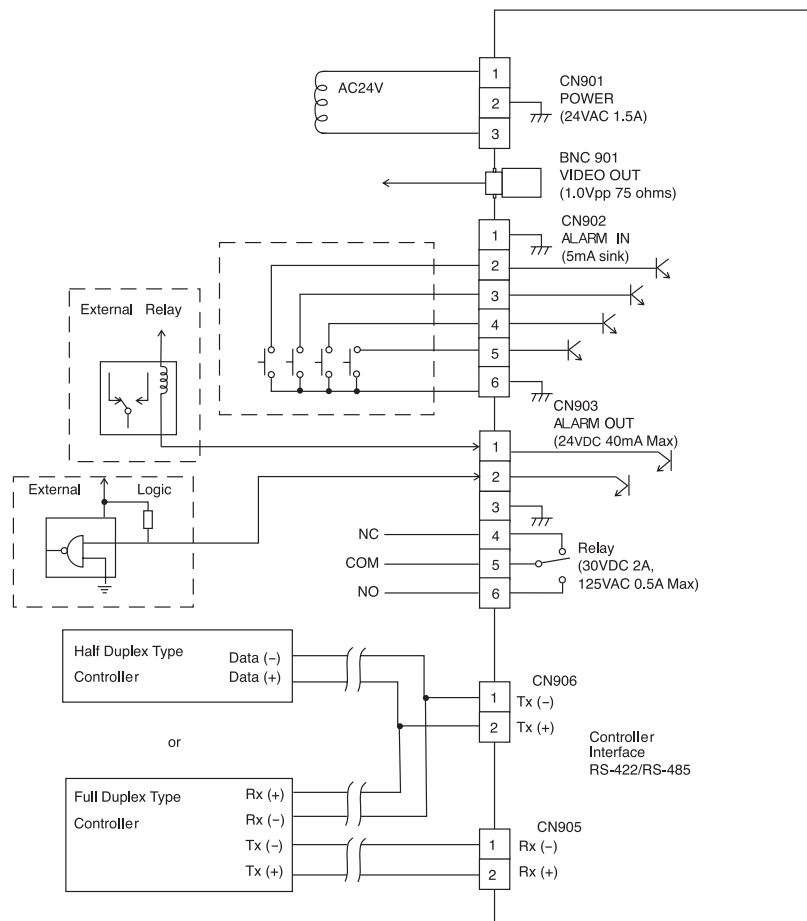 AC24V
1
2
3
CN901
POWER
(24VAC 1.5A)
BNC 901
VIDEO OUT
(1.0Vpp 75 ohms)
1
2
3
4
5
6
CN902
ALARM IN
(5mA sink)
External Relay
CN903
ALARM OUT
(24VDC 40mA Max)
1
2
3
4
5
6
External Logic
NC
COM
NO
Relay
(30VDC 2A,
125VAC 0.5A Max)
Half Duplex Type
Controller
Data (−)
Data (+)
CN906
1 Tx (−)
2 Tx (+)
or
Controller
Interface
RS-422/RS-485
Full Duplex Type
Controller
Rx (+)
Rx (−)
Tx (−)
Tx (+)
CN905
1 Rx (−)
2 Rx (+)